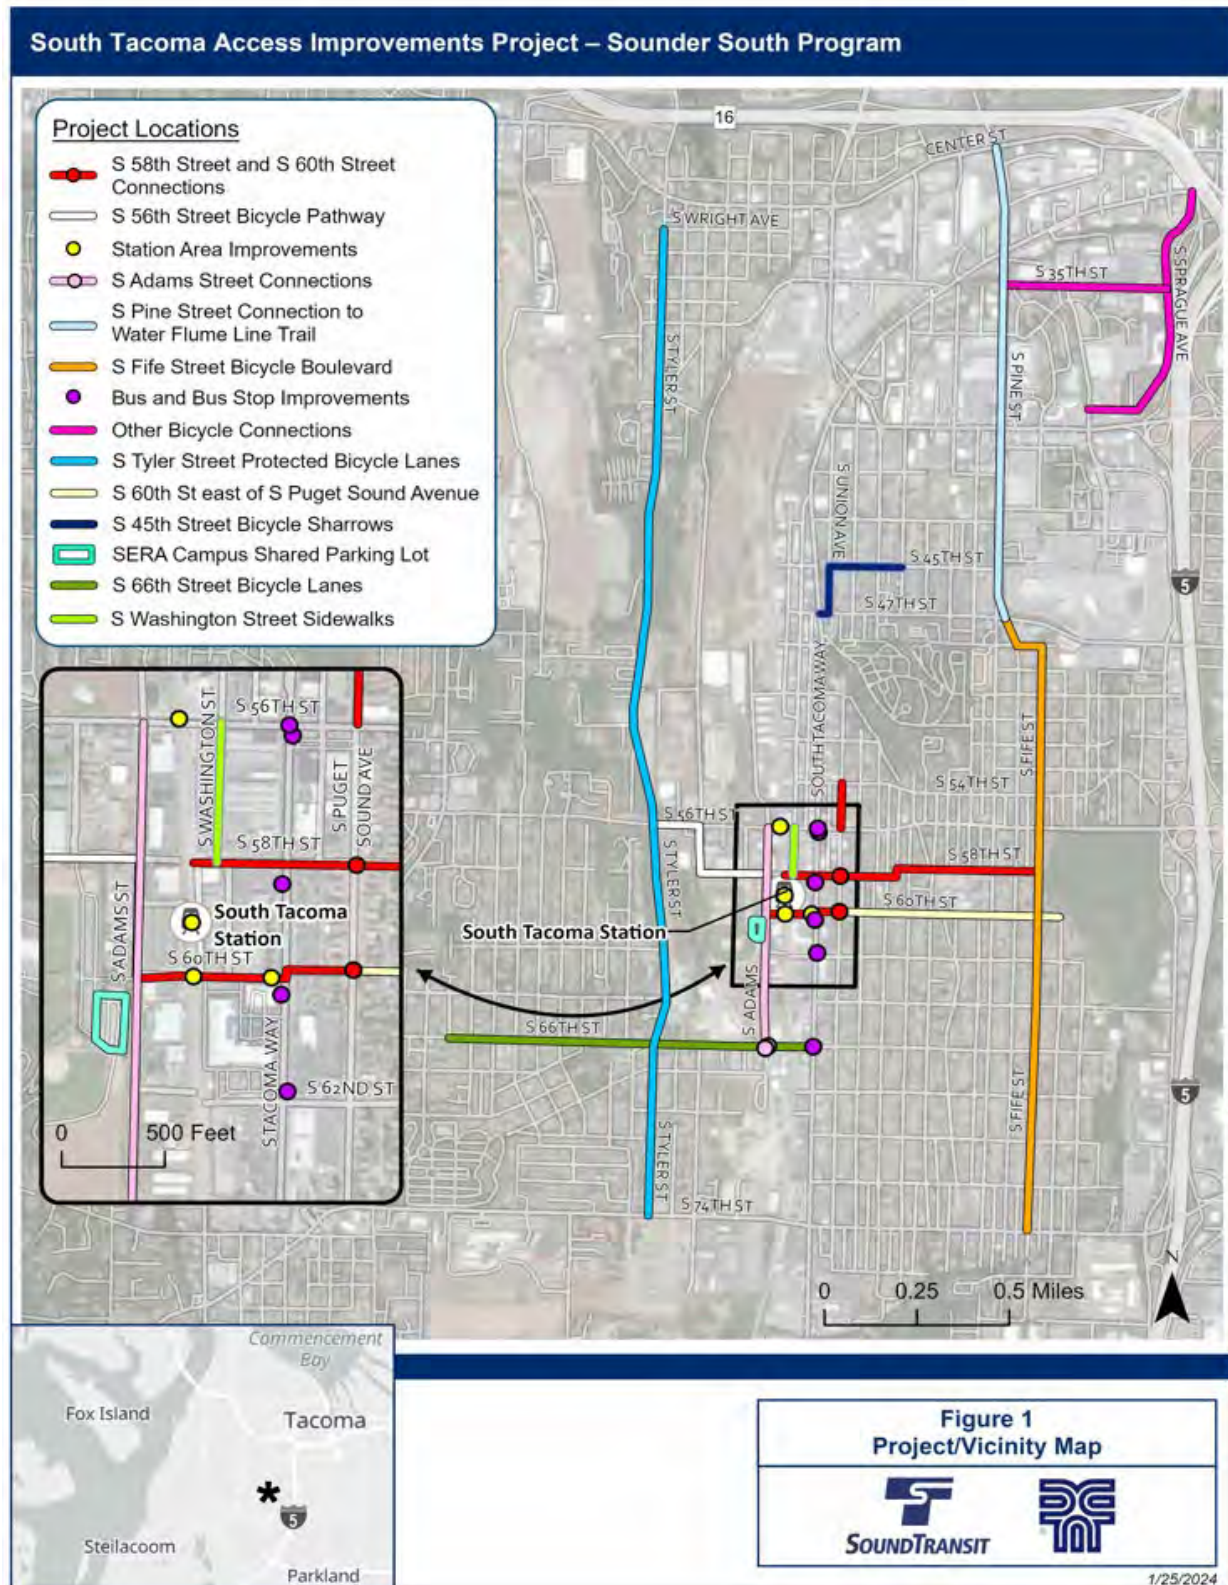 South Tacoma Access Improvements Project – Sounder South Program
Project Locations
S 58th Street and S 60th Street
Connections
S 56th Street Bicycle Pathway
Station Area Improvements
S Adams Street Connections
S Pine Street Connection to
Water Flume Line Trail
S Fife Street Bicycle Boulevard
Bus and Bus Stop Improvements
Other Bicycle Connections
S Tyler Street Protected Bicycle Lanes
S 60th St east of S Puget Sound Avenue
S 45th Street Bicycle Sharrows
SERA Campus Shared Parking Lot
S 66th Street Bicycle Lanes
S Washington Street Sidewalks
16
CENTER ST
S WRIGHT AVE
S 35TH ST
S SPRAGUE AVE
S TYLER ST
S PINE ST
S UNION AVE
S 45TH ST
S 47TH ST
5
SOUTH TACOMA WAY
S FIFE ST
S 54TH ST
S 56TH ST
S 58TH ST
S TYLER ST
S 60TH ST
South Tacoma Station
S ADAMS
S 66TH ST
S FIFE ST
5
S TYLER ST
S 74TH ST
N
0 0.25 0.5 Miles
S WASHINGTON ST
S 56TH ST
S PUGET
SOUND AVE
S 58TH ST
S ADAMS ST
South Tacoma
Station
S 60TH ST
S TACOMA WAY
S 62ND ST
0 500 Feet
Commencement
Bay
Fox Island
Tacoma
5
Steilacoom
Parkland
Figure 1
Project/Vicinity Map
SOUNDTRANSIT
1/25/2024